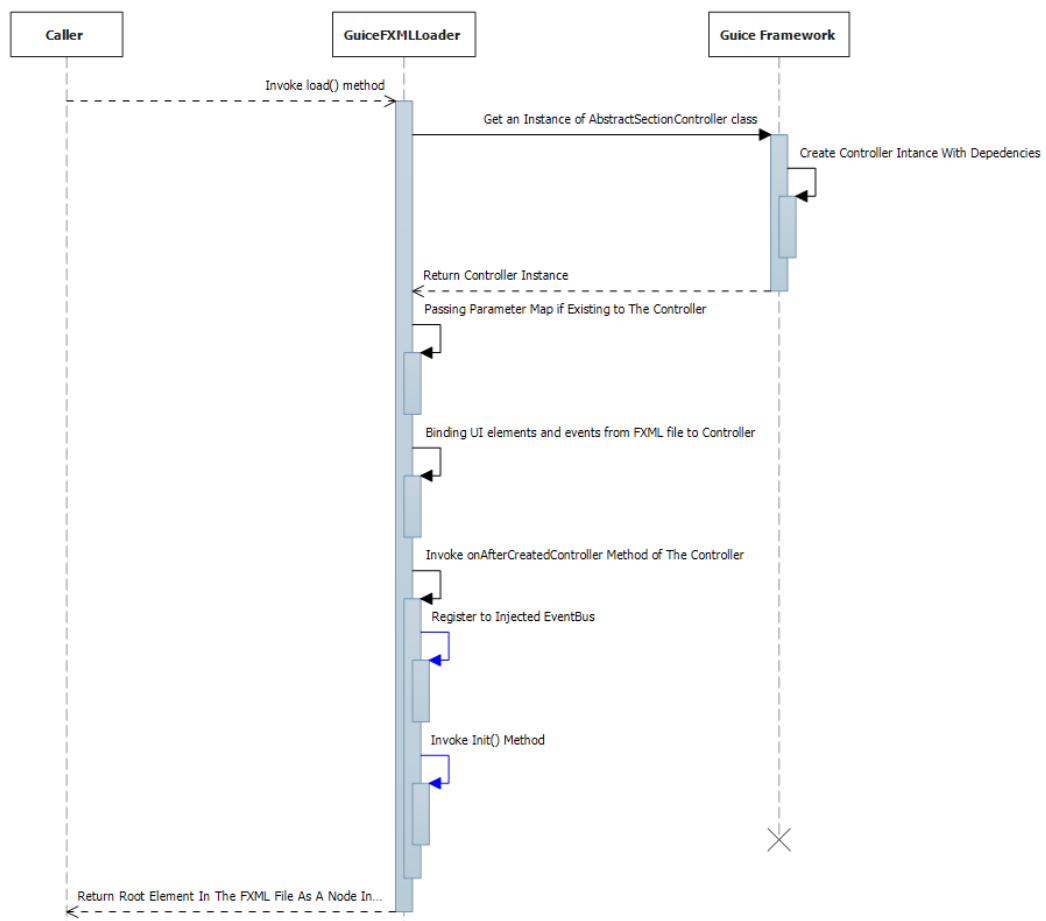 Caller
GuiceFXMLLoader
Guice Framework
Invoke load() method
Get an Instance of AbstractSectionController class
Create Controller Intance With Depedencies
Return Controller Instance
Passing Parameter Map if Existing to The Controller
Binding UI elements and events from FXML file to Controller
Invoke onAfterCreatedController Method of The Controller
Register to Injected EventBus
Invoke Init() Method
Return Root Element In The FXML File As A Node In...